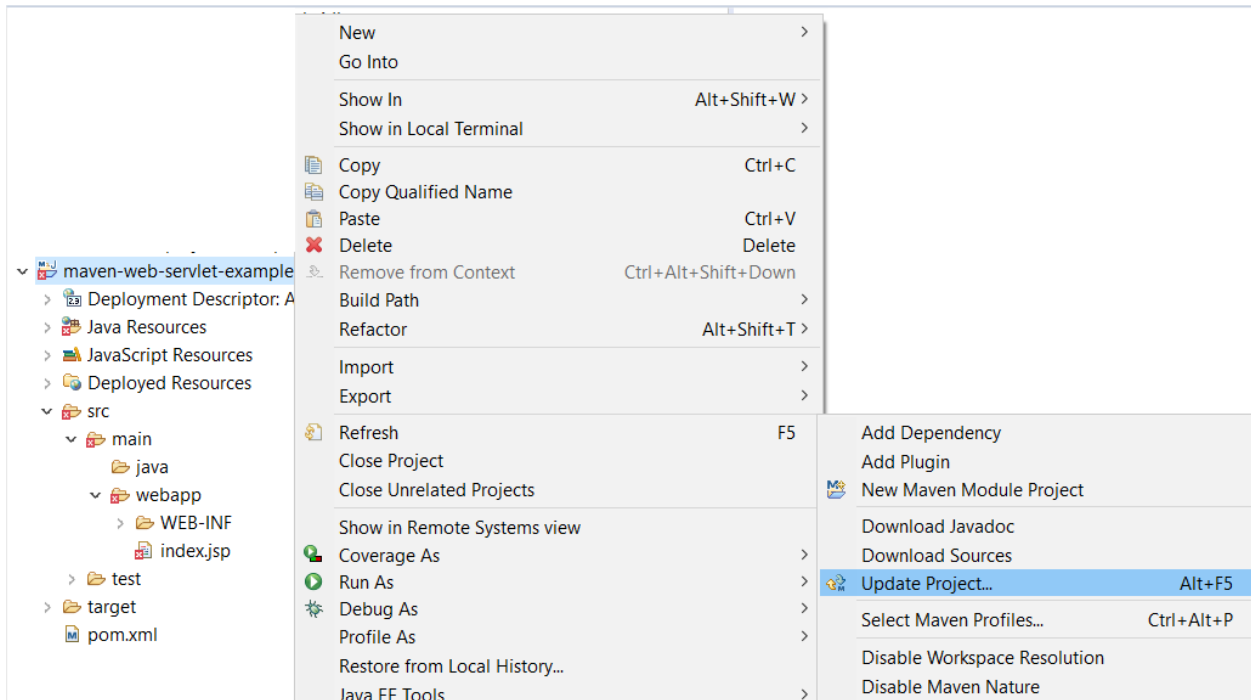 New
Go Into
Show In Alt+Shift+W
Show in Local Terminal
Copy Ctrl+C
Copy Qualified Name
Paste Ctrl+V
Delete Delete
Remove from Context Ctrl+Alt+Shift+Down
Build Path
Refactor Alt+Shift+T
Import
Export
Refresh F5
Close Project
Close Unrelated Projects
Show in Remote Systems view
Coverage As
Run As
Debug As
Profile As
Restore from Local History...
Java EE Tools
maven-web-servlet-example
Deployment Descriptor: A
Java Resources
JavaScript Resources
Deployed Resources
src
main
java
webapp
WEB-INF
index.jsp
test
target
pom.xml
Add Dependency
Add Plugin
New Maven Module Project
Download Javadoc
Download Sources
Update Project... Alt+F5
Select Maven Profiles... Ctrl+Alt+P
Disable Workspace Resolution
Disable Maven Nature